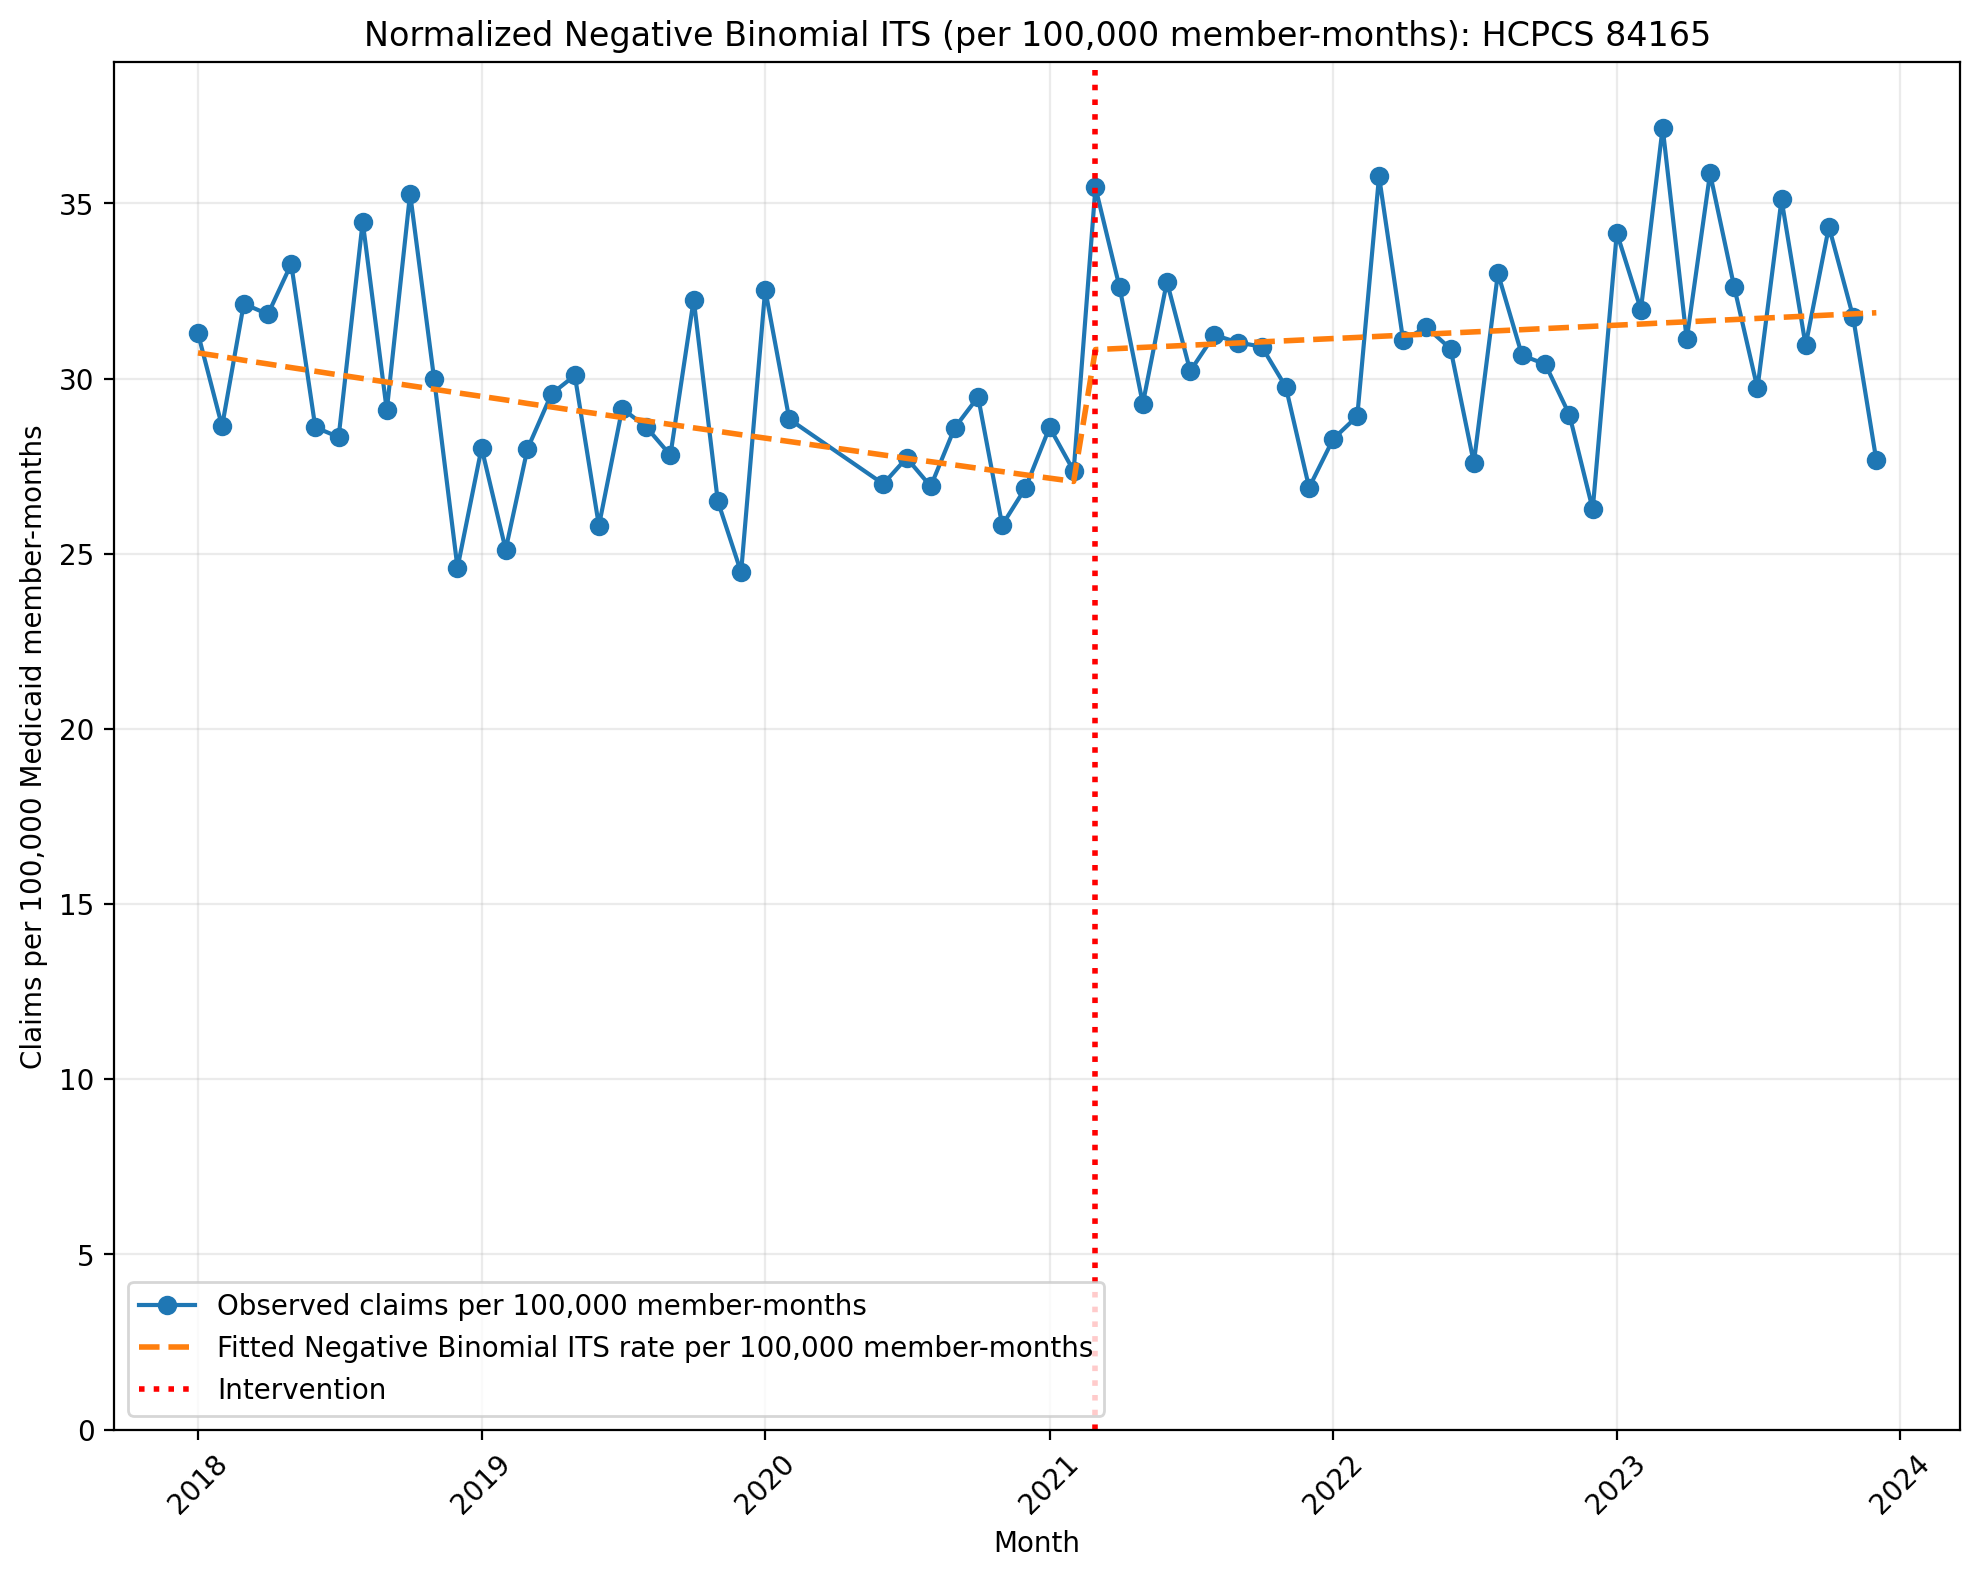 Normalized Negative Binomial ITS (per 100,000 member-months): HCPCS 84165
Claims per 100,000 Medicaid member-months
35
30
25
20
15
10
5
0
Observed claims per 100,000 member-months
Fitted Negative Binomial ITS rate per 100,000 member-months
Intervention
2018
2019
2020
2021
2022
2023
2024
Month